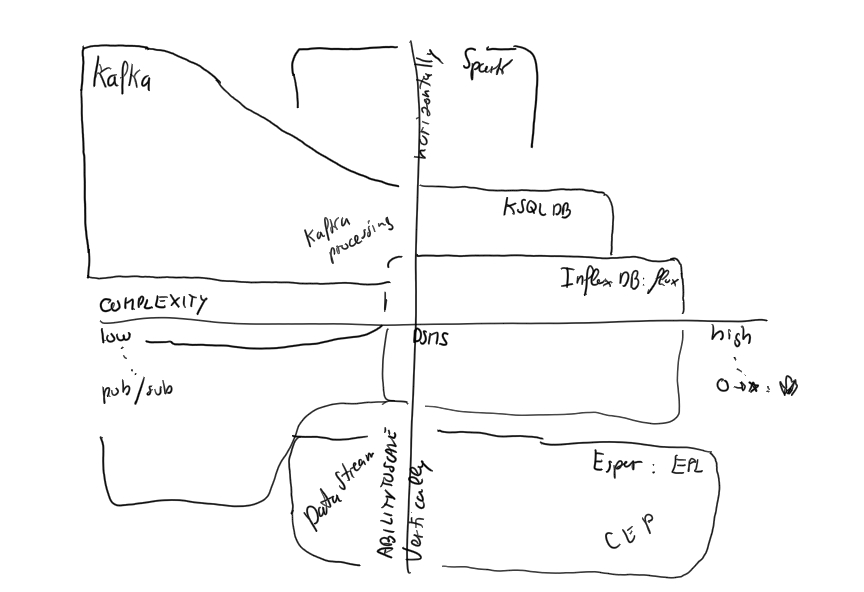 Kafka
horizontally
Spark
KSQL DB
Kafka
processing
Influx DB: flux
COMPLEXITY
low
DSMS
high
pub/sub
Data Stream
ABILITY TO SCALE
Vertically
Esper: EPL
CEP